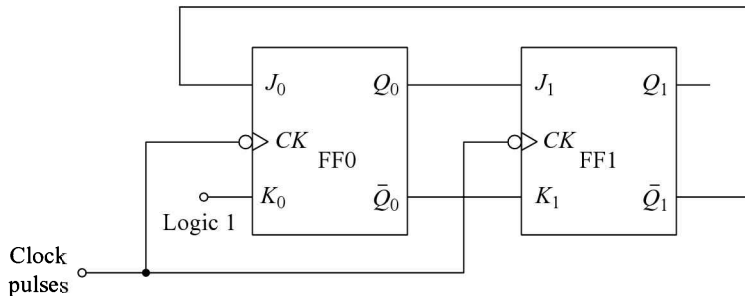 J₀ Q₀ J₁ Q₁
CK CK
FF0 FF1
K₀ Q̄₀ K₁ Q̄₁
Logic 1
Clock
pulses